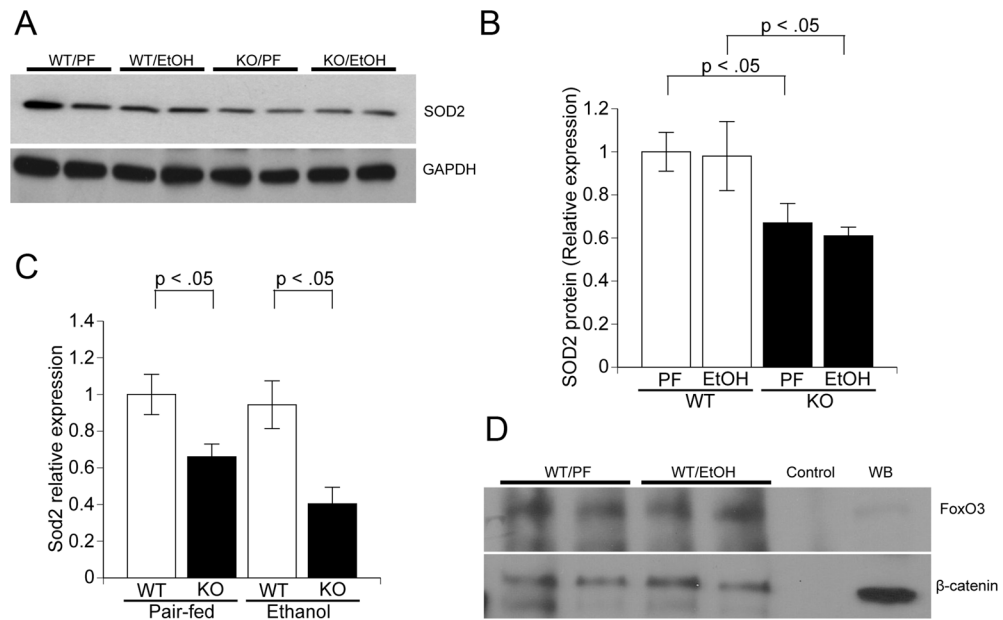 A
WT/PF WT/EtOH KO/PF KO/EtOH
SOD2
GAPDH
B
p < .05
p < .05
SOD2 protein (Relative expression)
1.2
1
0.8
0.6
0.4
0.2
0
PF EtOH PF EtOH
WT KO
C
p < .05 p < .05
Sod2 relative expression
1.4
1.2
1
0.8
0.6
0.4
0.2
0
WT KO WT KO
Pair-fed Ethanol
D
WT/PF WT/EtOH Control WB
FoxO3
β-catenin